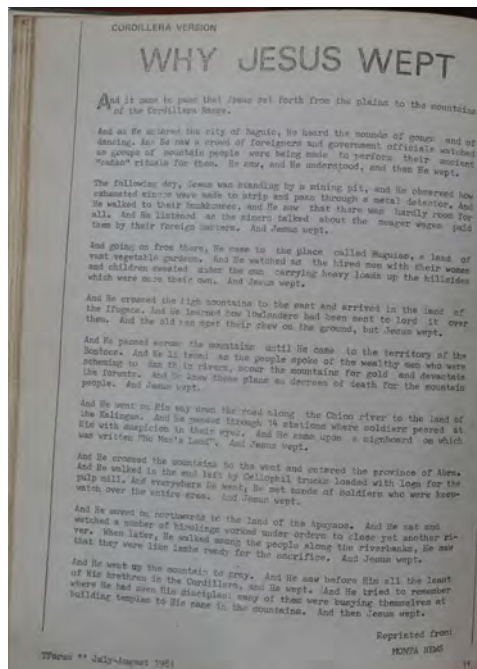 CORDILLERA VERSION
WHY JESUS WEPT
And it came to pass that Jesus set forth from the plains to the mountains
of the Cordillera Range.
And as He entered the city of Baguio, He heard the sounds of gongs and of
dancing. And He saw a crowd of foreigners and government officials watched
as groups of mountain people were being made to perform their ancient
rituals for them. He saw, and He understood, and then He wept.
The following day, Jesus was standing by a mining pit, and He observed how
exhausted miners were made to strip and pass through a metal detector. And
He walked to their bunkhouses, and He saw that there was hardly room for
all. And He listened as the miners talked about the meager wages paid
them by their foreign masters. And Jesus wept.
And going on from there, He came to the place called Buguias, a land of
vast vegetable gardens. And He watched as the hired men with their women
and children sweated under the sun carrying heavy loads up the hillsides
which were once their own. And Jesus wept.
And He crossed the high mountains to the east and arrived in the land of
the Ifugaos. And He learned how lowlanders had been sent to lord it over
them. And the old men spat their chew on the ground, but Jesus wept.
And He passed across the mountains until He came to the territory of the
Bontocs. And He listened as the people spoke of the wealthy men who were
scheming to dam the rivers, scour the mountains for gold and devastate
the forests. And He knew these plans as decrees of death for the mountain
people. And Jesus wept.
And He went on His way down the road along the Chico river to the land of
the Kalingas. And He passed through 14 stations where soldiers peered at
Him with suspicion in their eyes. And He came upon a signboard on which
was written "No Man's Land". And Jesus wept.
And He crossed the mountains to the west and entered the province of Abra.
And He walked in the mud left by Cellophil trucks loaded with logs for the
pulp mill. And everywhere He went, He met bands of soldiers who were keep-
watch over the entire area. And Jesus wept.
And He moved on northwards to the land of the Apayaos. And He sat and
watched a number of hirelings worked under orders to close yet another ri-
ver. When later, He walked among the people along the riverbanks, He saw
that they were like lambs ready for the sacrifice. And Jesus wept.
And He went up the mountain to pray. And He saw before Him all the least
of His brethren in the Cordillera, and He wept. And He tried to remember
where He had seen His disciples: many of them were busying themselves at
building temples to His name in the mountains. And then Jesus wept.
Reprinted from:
NEWS
TForum ** July-August 1981